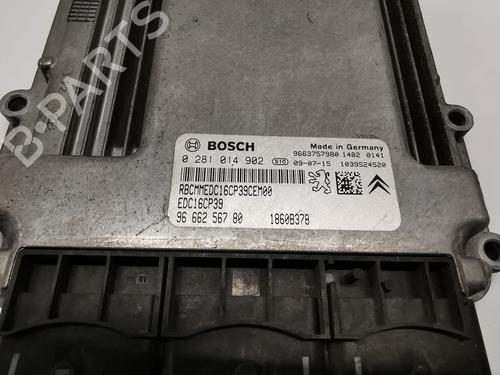 B-PARTS
BOSCH
Made in Germany
0 281 014 902
010
9663757980 1482 0141
09-07-15 1039S24520
RBCMMEDC16CP39CEM00
EDC16CP39
96 662 567 80 1860B378